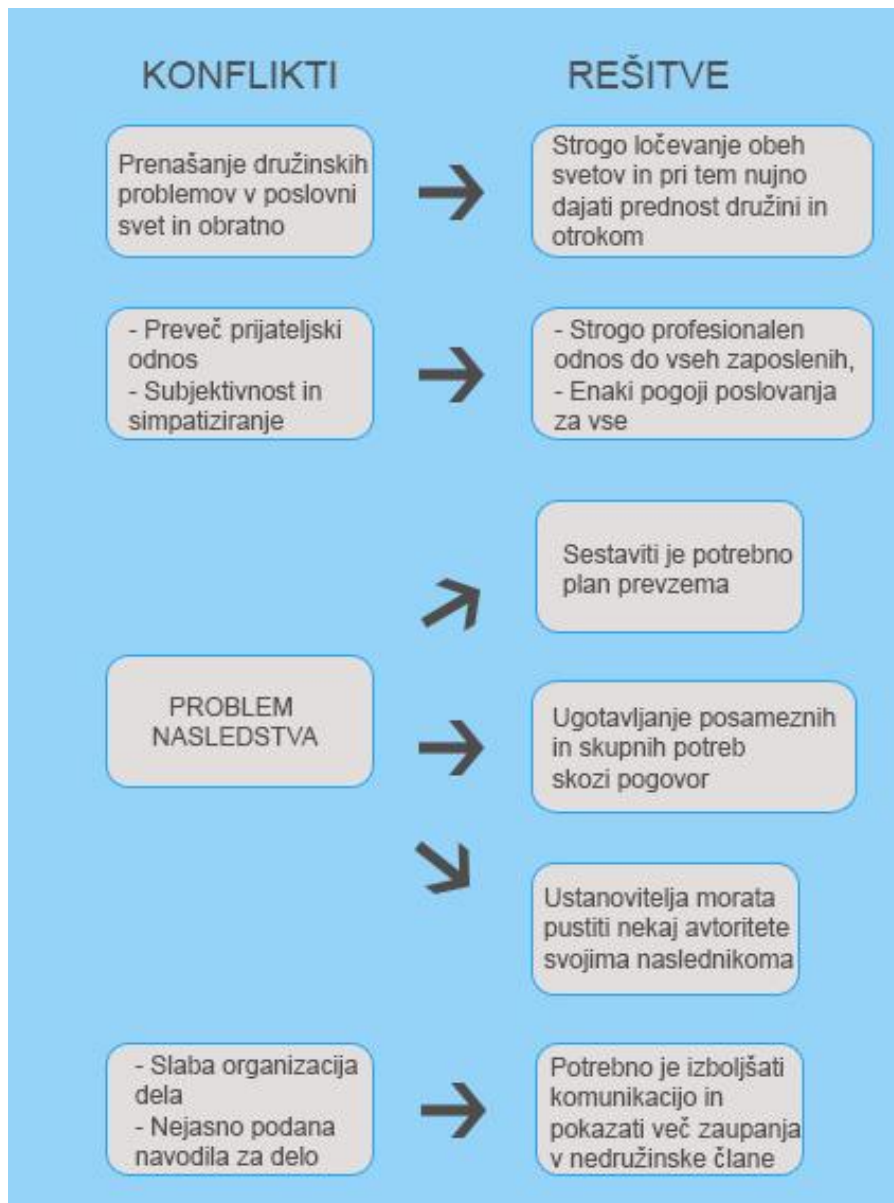 KONFLIKTI
REŠITVE
Prenašanje družinskih
problemov v poslovni
svet in obratno
Strogo ločevanje obeh
svetov in pri tem nujno
dajati prednost družini in
otrokom
- Preveč prijateljski
odnos
- Subjektivnost in
simpatiziranje
- Strogo profesionalen
odnos do vseh zaposlenih,
- Enaki pogoji poslovanja
za vse
PROBLEM
NASLEDSTVA
Sestaviti je potrebno
plan prevzema
Ugotavljanje posameznih
in skupnih potreb
skozi pogovor
Ustanovitelja morata
pustiti nekaj avtoritete
svojima naslednikoma
- Slaba organizacija
dela
- Nejasno podana
navodila za delo
Potrebno je izboljšati
komunikacijo in
pokazati več zaupanja
v nedružinske člane